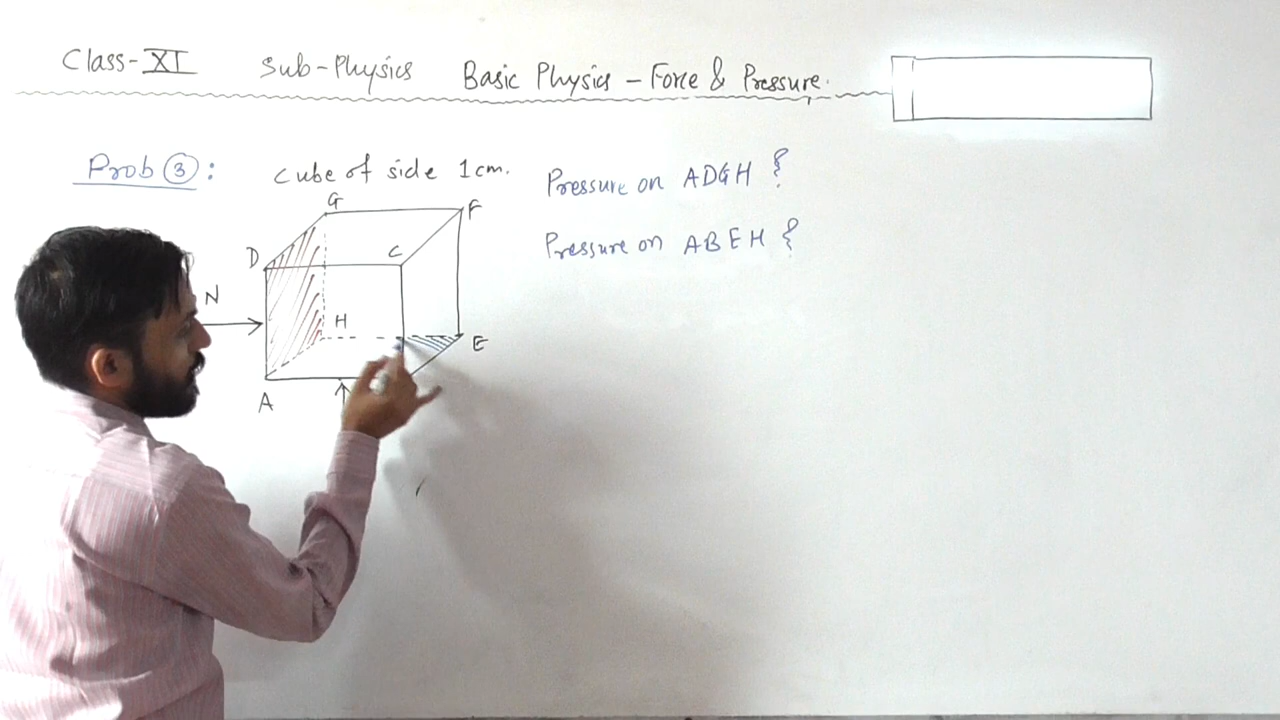 Class-XI Sub-Physics Basic Physics - Force & Pressure.
Prob 3: Cube of side 1cm.
Pressure on ADGH ?
Pressure on ABEH ?
G F
D C
N
H
E
A